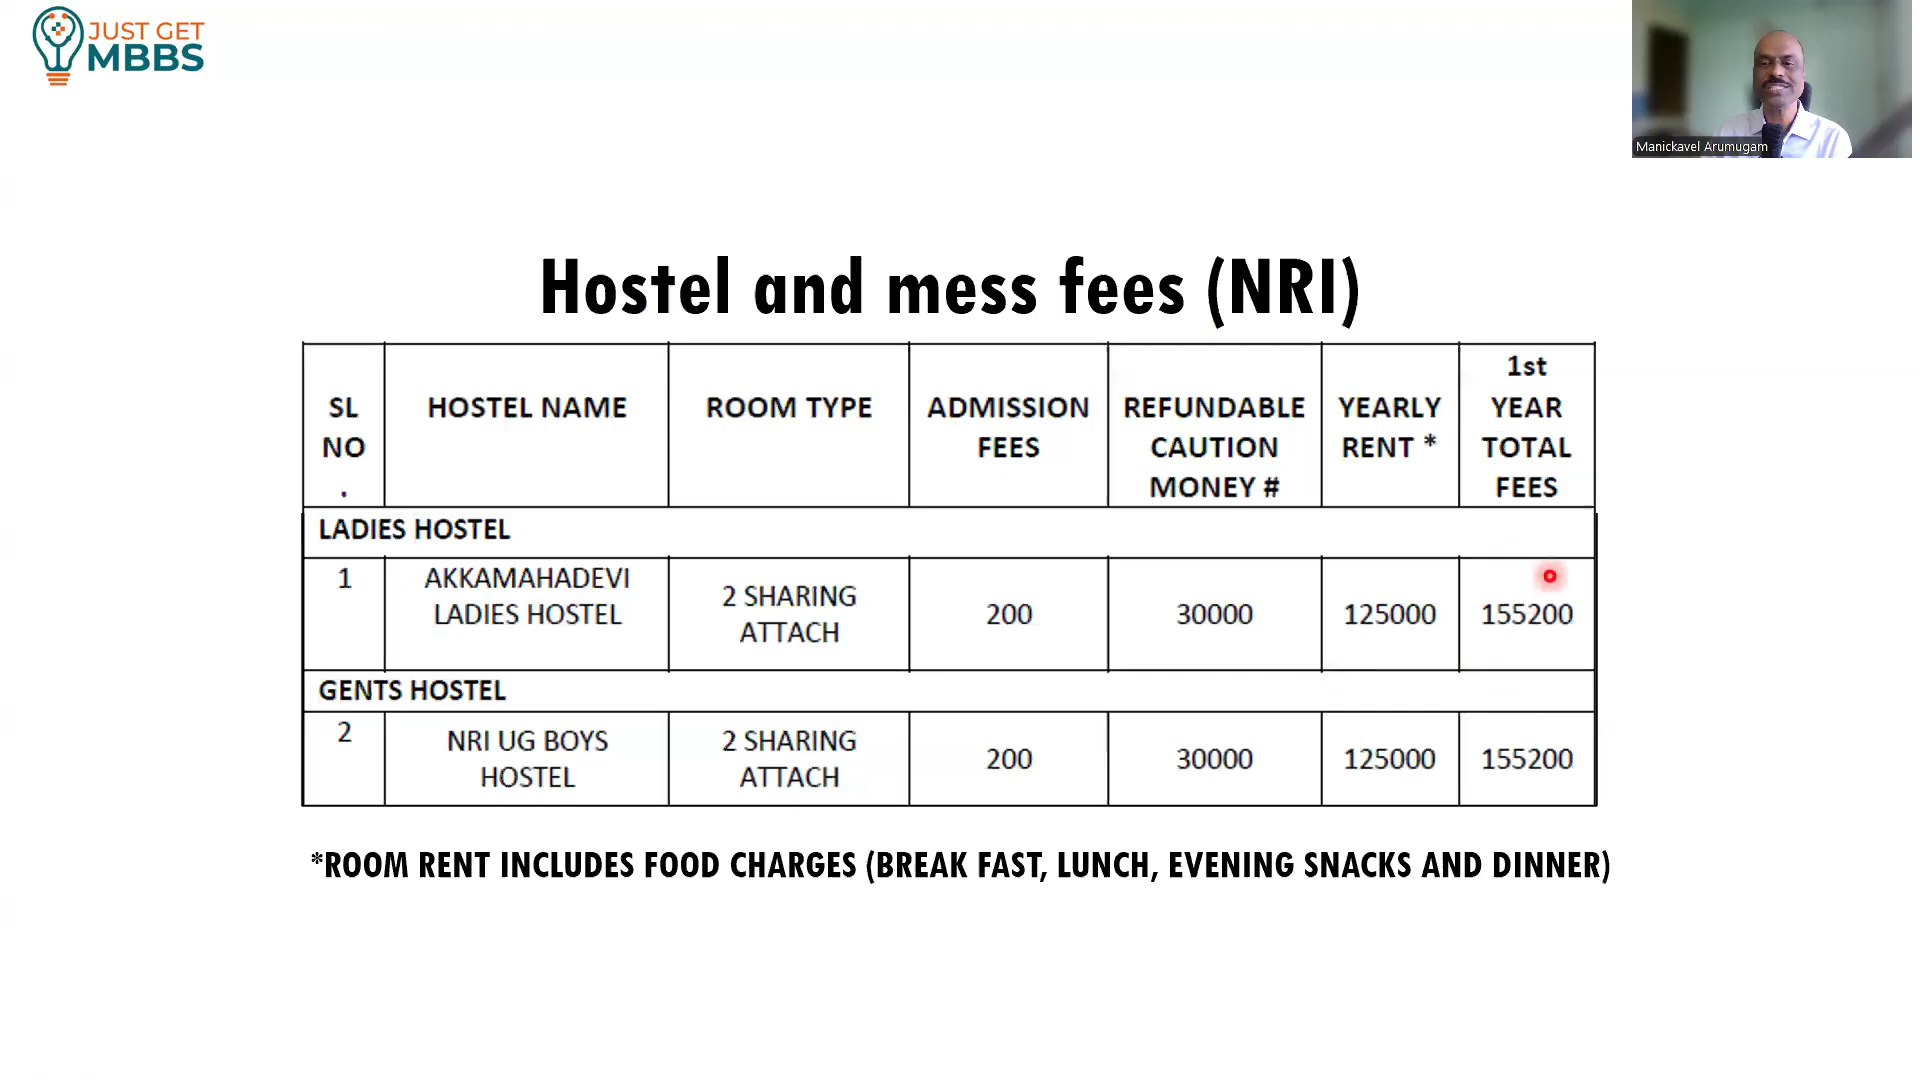 JUST GET
MBBS
Manickavel Arumugam
Hostel and mess fees (NRI)
SL NO . HOSTEL NAME ROOM TYPE ADMISSION FEES REFUNDABLE CAUTION MONEY # YEARLY RENT * 1st YEAR TOTAL FEES
LADIES HOSTEL
1 AKKAMAHADEVI LADIES HOSTEL 2 SHARING ATTACH 200 30000 125000 155200
GENTS HOSTEL
2 NRI UG BOYS HOSTEL 2 SHARING ATTACH 200 30000 125000 155200
*ROOM RENT INCLUDES FOOD CHARGES (BREAK FAST, LUNCH, EVENING SNACKS AND DINNER)